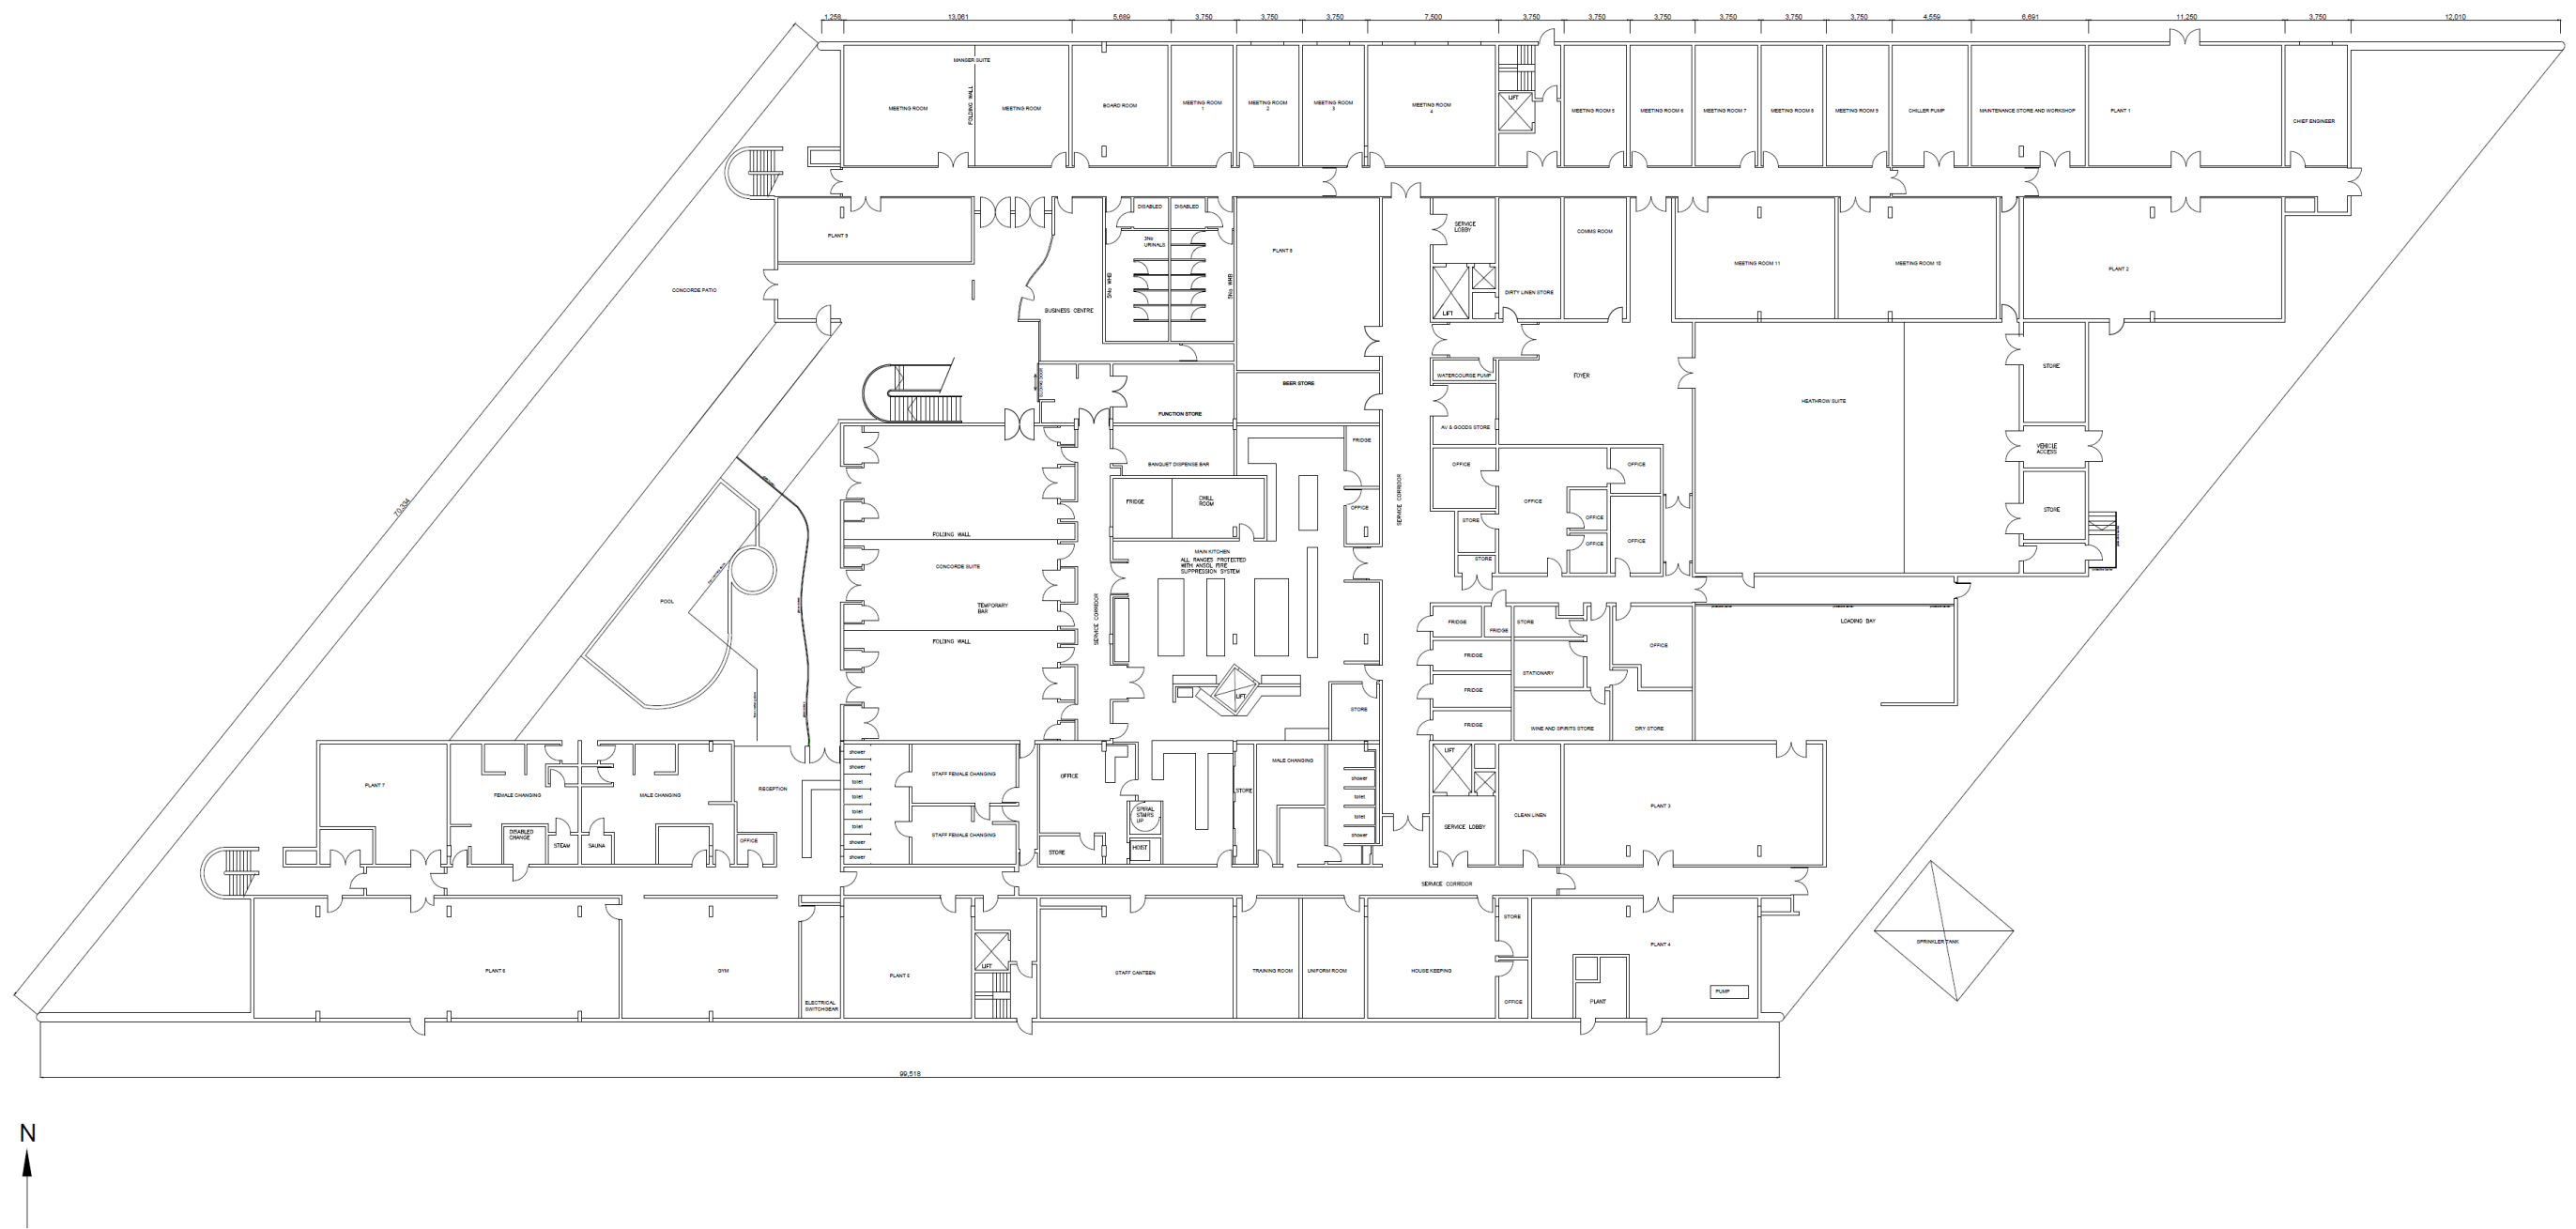 1,258
13,061
5,689
3,750
3,750
3,750
7,500
3,750
3,750
3,750
3,750
3,750
3,750
4,559
6,691
11,250
3,750
12,010
MANSER SUITE
MEETING ROOM
FOLDING WALL
MEETING ROOM
BOARD ROOM
MEETING ROOM
1
MEETING ROOM
2
MEETING ROOM
3
MEETING ROOM
4
LIFT
MEETING ROOM 5
MEETING ROOM 6
MEETING ROOM 7
MEETING ROOM 8
MEETING ROOM 9
CHILLER PUMP
MAINTENANCE STORE AND WORKSHOP
PLANT 1
CHIEF ENGINEER
PLANT 9
DISABLED
DISABLED
3No
URINALS
5No WHB
5No WHB
PLANT 8
SERVICE
LOBBY
LIFT
DIRTY LINEN STORE
COMMS ROOM
MEETING ROOM 11
MEETING ROOM 10
PLANT 2
CONCORDE PATIO
BUSINESS CENTRE
BEER STORE
FUNCTION STORE
WATERCOURSE PUMP
FOYER
HEATHROW SUITE
STORE
AV & GOODS STORE
VEHICLE
ACCESS
FRIDGE
BANQUET DISPENSE BAR
OFFICE
OFFICE
FRIDGE
CHILL
ROOM
OFFICE
SERVICE CORRIDOR
OFFICE
STORE
OFFICE
OFFICE
OFFICE
STORE
STORE
70,334
FOLDING WALL
CONCORDE SUITE
MAIN KITCHEN
ALL RANGES PROTECTED
WITH ANSOL FIRE
SUPPRESSION SYSTEM
POOL
TEMPORARY
BAR
SERVICE CORRIDOR
FOLDING WALL
LIFT
STORE
FRIDGE
FRIDGE
STORE
FRIDGE
OFFICE
STATIONARY
FRIDGE
FRIDGE
WINE AND SPIRITS STORE
DRY STORE
LOADING BAY
PLANT 7
FEMALE CHANGING
MALE CHANGING
RECEPTION
DISABLED
CHANGE
STEAM
SAUNA
OFFICE
shower
shower
toilet
toilet
toilet
toilet
shower
shower
STAFF FEMALE CHANGING
STAFF FEMALE CHANGING
OFFICE
STORE
SPIRAL
STAIRS
UP
HOIST
STORE
MALE CHANGING
shower
toilet
toilet
shower
LIFT
SERVICE LOBBY
CLEAN LINEN
PLANT 3
SERVICE CORRIDOR
PLANT 6
GYM
ELECTRICAL
SWITCHGEAR
PLANT 5
LIFT
STAFF CANTEEN
TRAINING ROOM
UNIFORM ROOM
HOUSE KEEPING
STORE
OFFICE
PLANT 4
PLANT
PUMP
SPRINKLER TANK
99,518
N